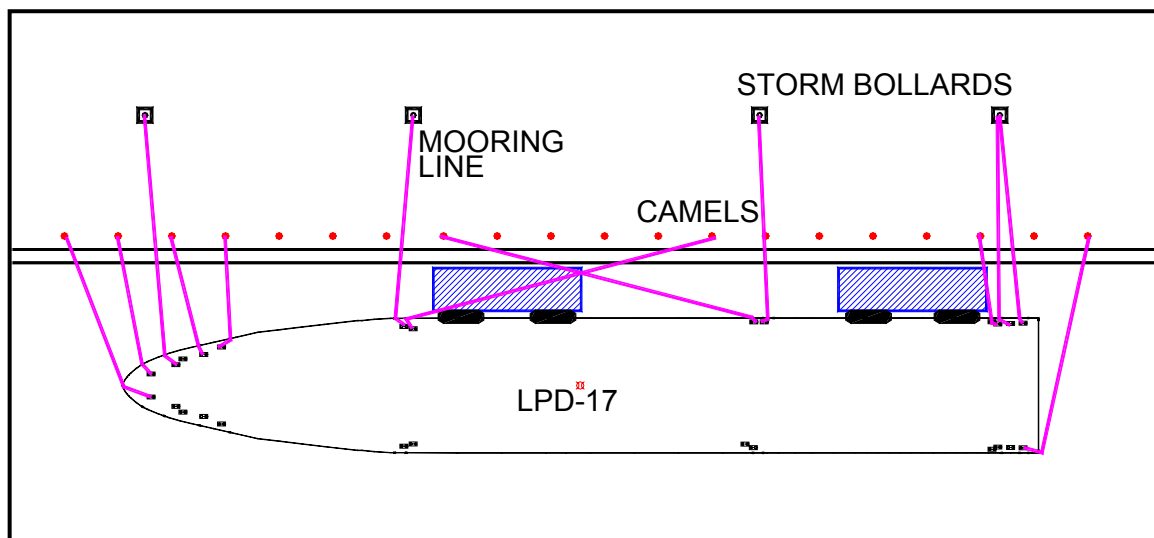 STORM BOLLARDS
MOORING
LINE
CAMELS
LPD-17